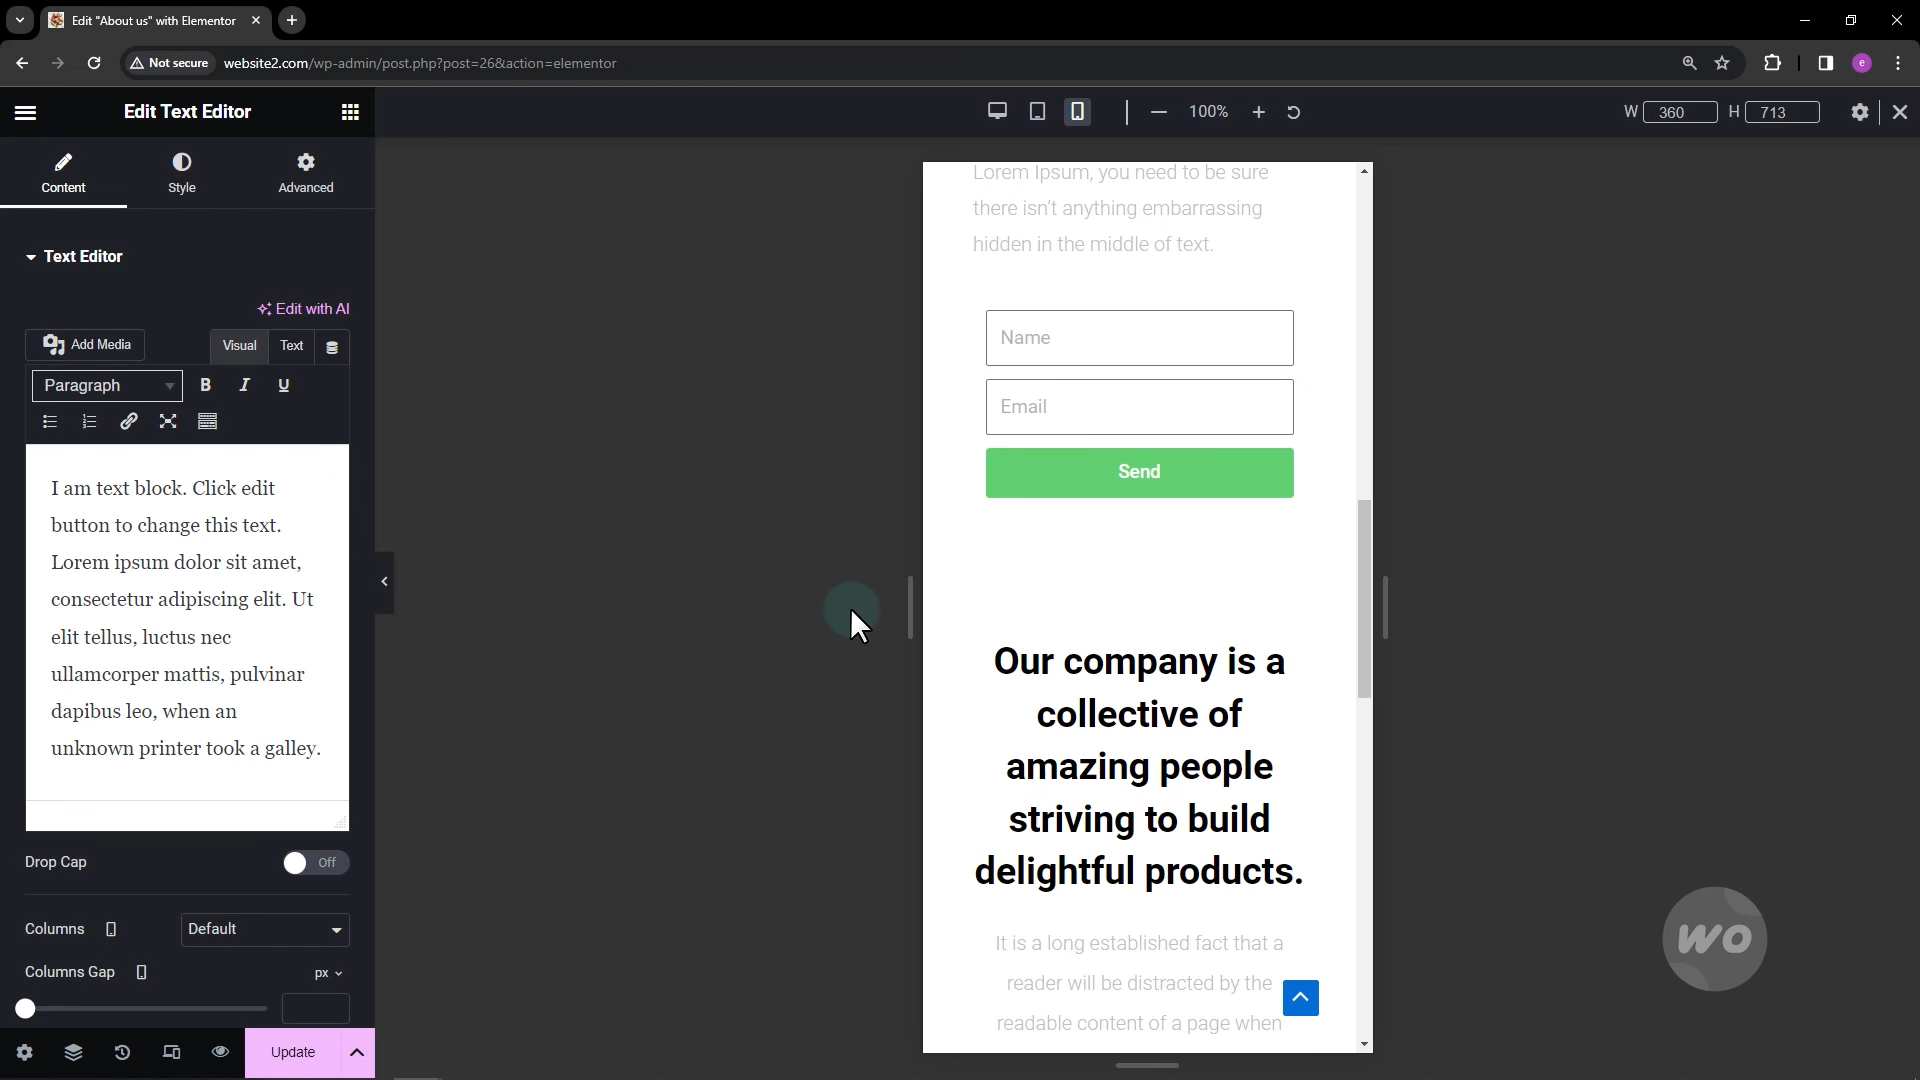 Edit "About us" with Elementor
Not secure
website2.com/wp-admin/post.php?post=26&action=elementor
e
Edit Text Editor
100%
W 360 H 713
Content
Style
Advanced
Text Editor
Edit with AI
Add Media
Visual
Text
Paragraph
B
I
U
I am text block. Click edit
button to change this text.
Lorem ipsum dolor sit amet,
consectetur adipiscing elit. Ut
elit tellus, luctus nec
ullamcorper mattis, pulvinar
dapibus leo, when an
unknown printer took a galley.
Drop Cap
Off
Columns
Default
Columns Gap
px
Update
Lorem Ipsum, you need to be sure
there isn't anything embarrassing
hidden in the middle of text.
Name
Email
Send
Our company is a
collective of
amazing people
striving to build
delightful products.
It is a long established fact that a
reader will be distracted by the
readable content of a page when
wo